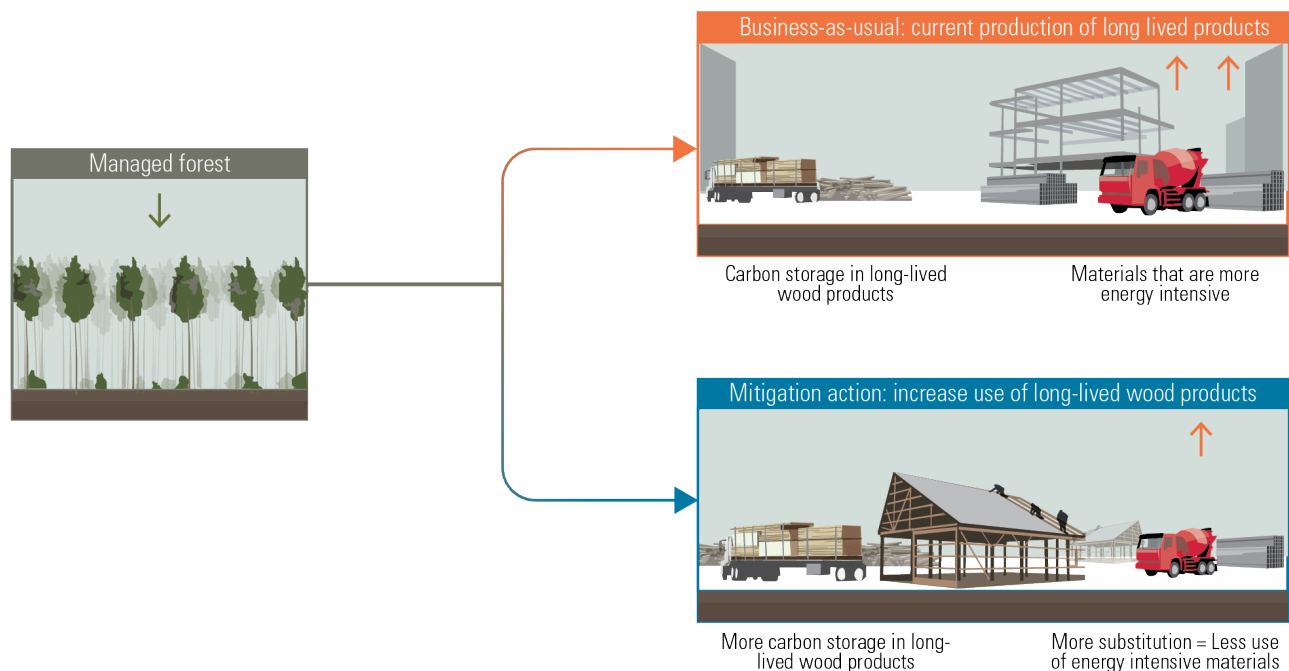 Business-as-usual: current production of long lived products
Managed forest
Carbon storage in long-lived
wood products
Materials that are more
energy intensive
Mitigation action: increase use of long-lived wood products
More carbon storage in long-
lived wood products
More substitution = Less use
of energy intensive materials